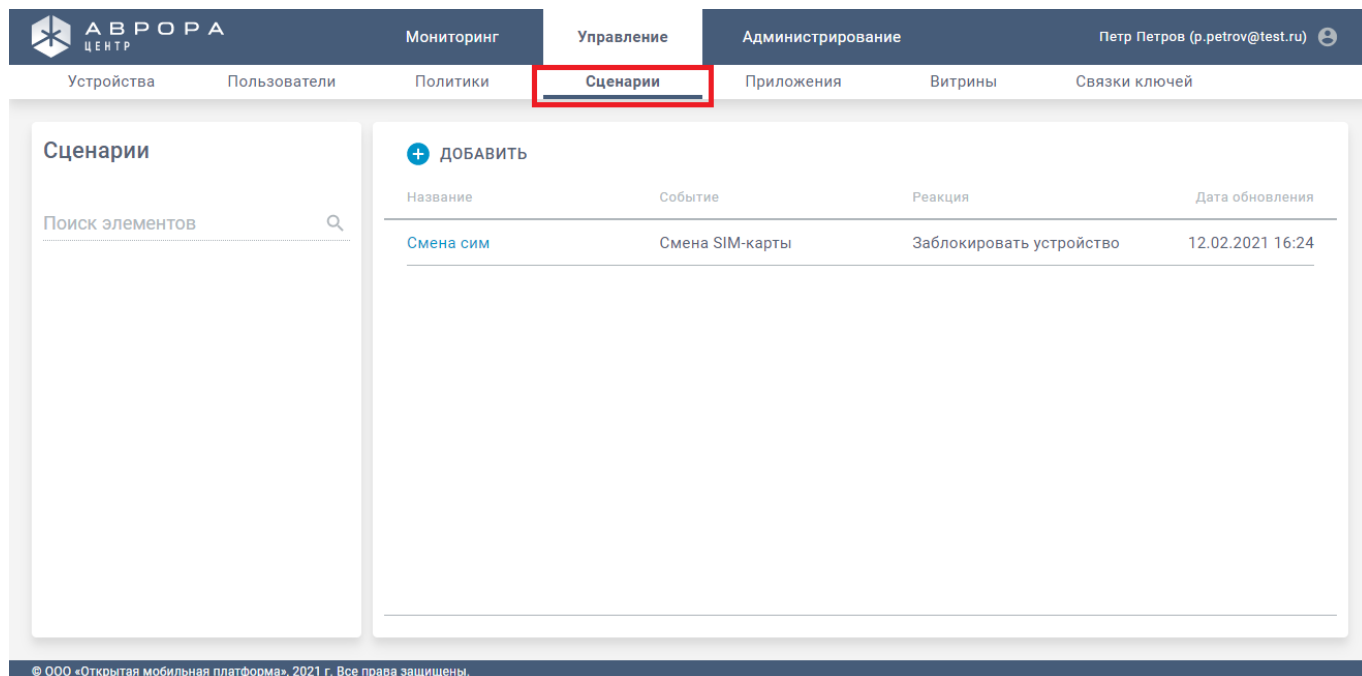 АВРОРА
ЦЕНТР
Мониторинг Управление Администрирование Петр Петров (p.petrov@test.ru)
Устройства Пользователи Политики Сценарии Приложения Витрины Связки ключей
Сценарии
Поиск элементов
ДОБАВИТЬ
Название Событие Реакция Дата обновления
Смена сим Смена SIM-карты Заблокировать устройство 12.02.2021 16:24
© ООО «Открытая мобильная платформа», 2021 г. Все права защищены.